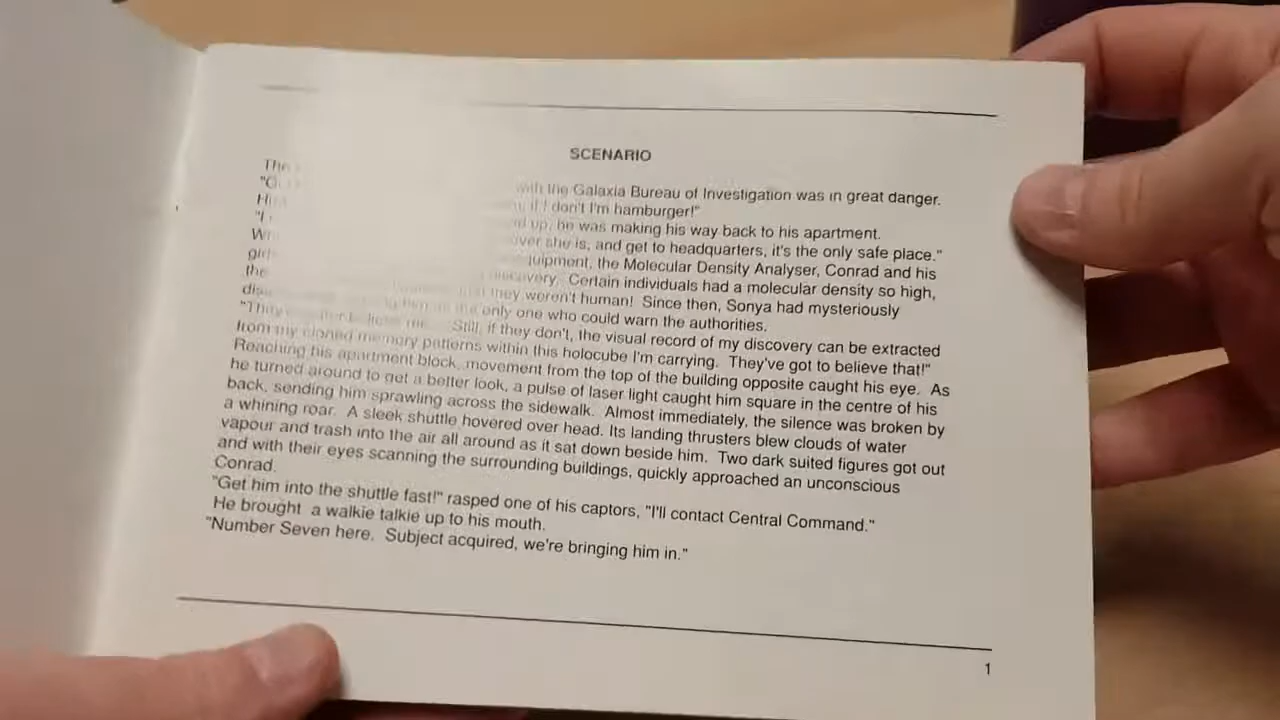 SCENARIO
The
with the Galaxia Bureau of Investigation was in great danger.
if I don't I'm hamburger!"
up, he was making his way back to his apartment.
she is, and get to headquarters, it's the only safe place."
the Molecular Density Analyser, Conrad and his
Certain individuals had a molecular density so high,
the they weren't human! Since then, Sonya had mysteriously
only one who could warn the authorities.
"They Still, if they don't, the visual record of my discovery can be extracted
from my cloned memory patterns within this holocube I'm carrying. They've got to believe that!"
Reaching his apartment block, movement from the top of the building opposite caught his eye. As
he turned around to get a better look, a pulse of laser light caught him square in the centre of his
back, sending him sprawling across the sidewalk. Almost immediately, the silence was broken by
a whining roar. A sleek shuttle hovered over head. Its landing thrusters blew clouds of water
vapour and trash into the air all around as it sat down beside him. Two dark suited figures got out
and with their eyes scanning the surrounding buildings, quickly approached an unconscious
Conrad.
"Get him into the shuttle fast!" rasped one of his captors, "I'll contact Central Command."
He brought a walkie talkie up to his mouth.
"Number Seven here. Subject acquired, we're bringing him in."
1